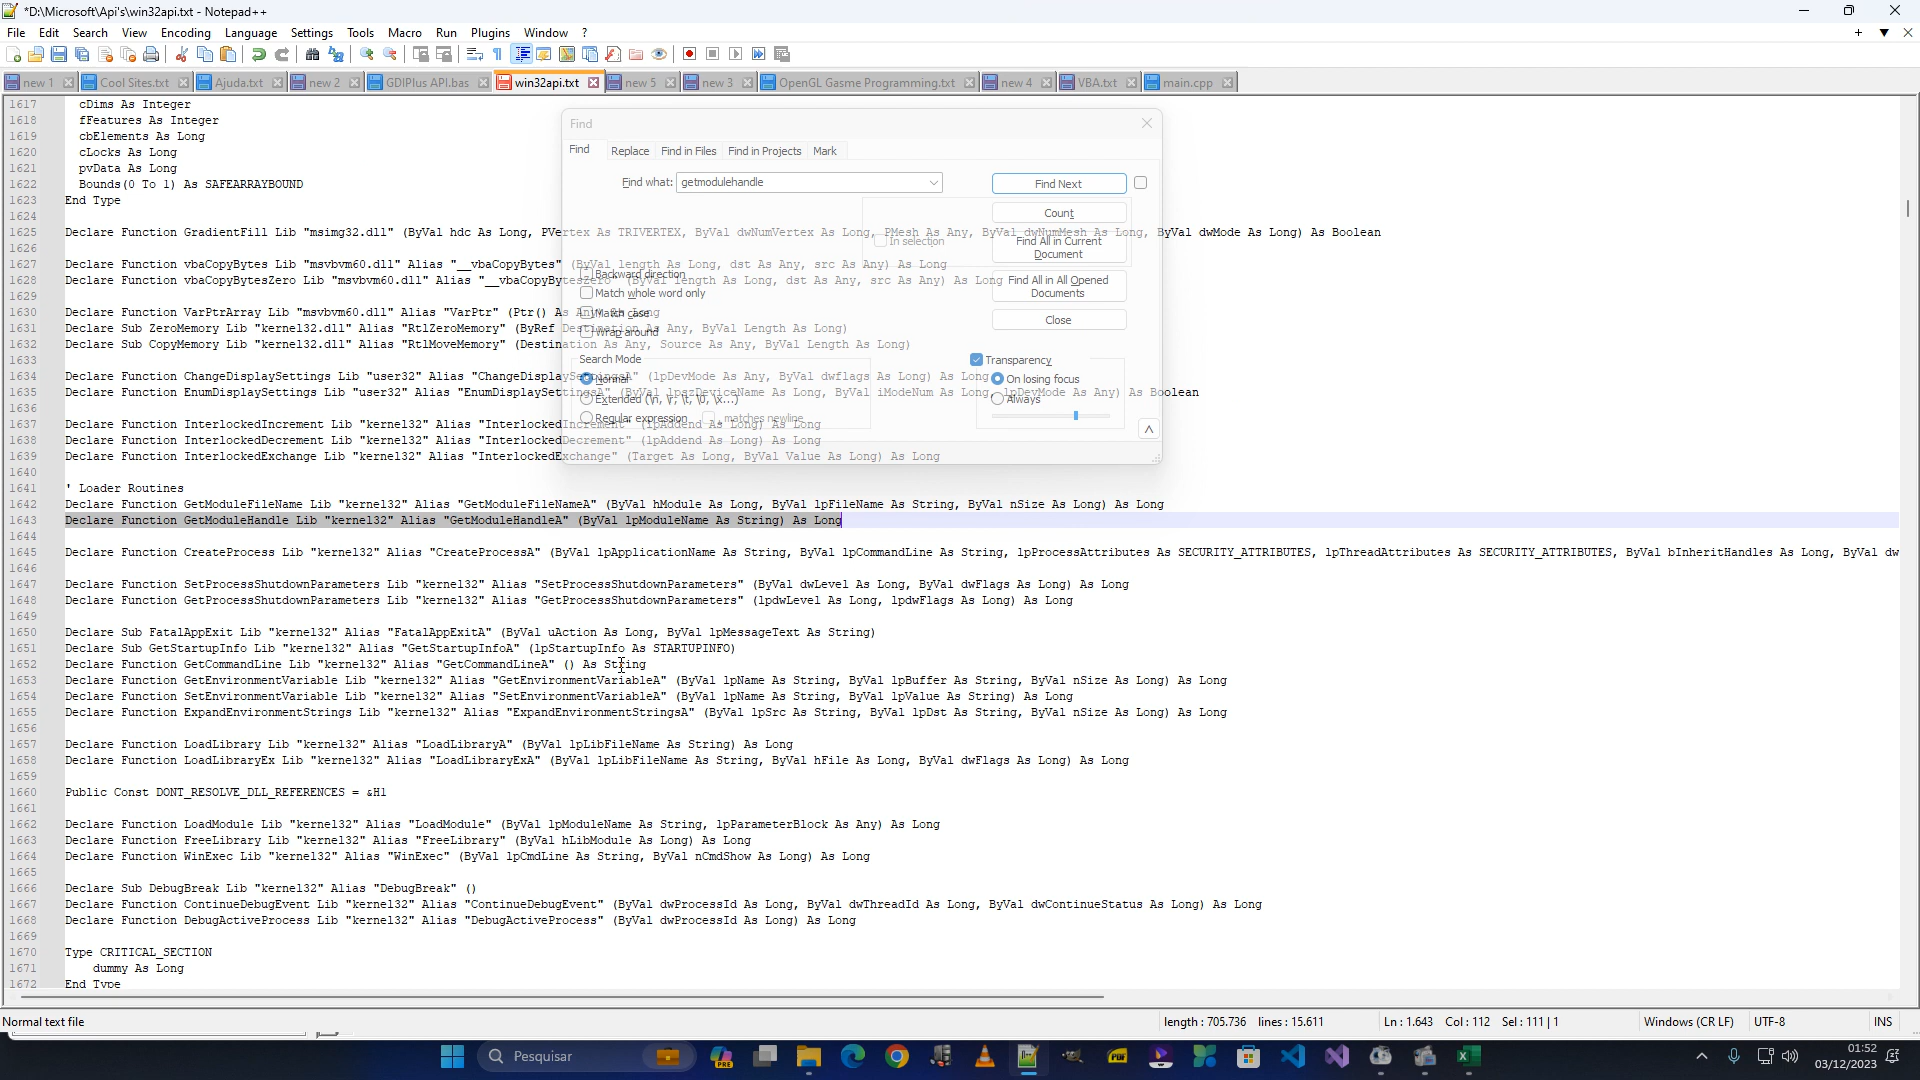 *D:\Microsoft\Api's\win32api.txt - Notepad++
File Edit Search View Encoding Language Settings Tools Macro Run Plugins Window ?
new 1 Cool Sites.txt Ajuda.txt new 2 GDIPlus API.bas win32api.txt new 5 new 3 OpenGL Gasme Programming.txt new 4 VBA.txt main.cpp
1617 cDims As Integer
1618 fFeatures As Integer
1619 cbElements As Long
1620 cLocks As Long
1621 pvData As Long
1622 Bounds(0 To 1) As SAFEARRAYBOUND
1623 End Type
1624
1625 Declare Function GradientFill Lib "msimg32.dll" (ByVal hdc As Long, PVertex As TRIVERTEX, ByVal dwNumVertex As Long, PMesh As Any, ByVal dwNumMesh As Long, ByVal dwMode As Long) As Boolean
1626
1627 Declare Function vbaCopyBytes Lib "msvbvm60.dll" Alias "__vbaCopyBytes" (ByVal length As Long, dst As Any, src As Any) As Long
1628 Declare Function vbaCopyBytesZero Lib "msvbvm60.dll" Alias "__vbaCopyBytesZero" (ByVal length As Long, dst As Any, src As Any) As Long
1629
1630 Declare Function VarPtrArray Lib "msvbvm60.dll" Alias "VarPtr" (Ptr() As Any) As Long
1631 Declare Sub ZeroMemory Lib "kernel32.dll" Alias "RtlZeroMemory" (ByRef Destination As Any, ByVal Length As Long)
1632 Declare Sub CopyMemory Lib "kernel32.dll" Alias "RtlMoveMemory" (Destination As Any, Source As Any, ByVal Length As Long)
1633
1634 Declare Function ChangeDisplaySettings Lib "user32" Alias "ChangeDisplaySettingsA" (lpDevMode As Any, ByVal dwflags As Long) As Long
1635 Declare Function EnumDisplaySettings Lib "user32" Alias "EnumDisplaySettingsA" (ByVal lpszDeviceName As Long, ByVal iModeNum As Long, lpDevMode As Any) As Boolean
1636
1637 Declare Function InterlockedIncrement Lib "kernel32" Alias "InterlockedIncrement" (lpAddend As Long) As Long
1638 Declare Function InterlockedDecrement Lib "kernel32" Alias "InterlockedDecrement" (lpAddend As Long) As Long
1639 Declare Function InterlockedExchange Lib "kernel32" Alias "InterlockedExchange" (Target As Long, ByVal Value As Long) As Long
1640
1641 ' Loader Routines
1642 Declare Function GetModuleFileName Lib "kernel32" Alias "GetModuleFileNameA" (ByVal hModule As Long, ByVal lpFileName As String, ByVal nSize As Long) As Long
1643 Declare Function GetModuleHandle Lib "kernel32" Alias "GetModuleHandleA" (ByVal lpModuleName As String) As Long
1644
1645 Declare Function CreateProcess Lib "kernel32" Alias "CreateProcessA" (ByVal lpApplicationName As String, ByVal lpCommandLine As String, lpProcessAttributes As SECURITY_ATTRIBUTES, lpThreadAttributes As SECURITY_ATTRIBUTES, ByVal bInheritHandles As Long, ByVal dw
1646
1647 Declare Function SetProcessShutdownParameters Lib "kernel32" Alias "SetProcessShutdownParameters" (ByVal dwLevel As Long, ByVal dwFlags As Long) As Long
1648 Declare Function GetProcessShutdownParameters Lib "kernel32" Alias "GetProcessShutdownParameters" (lpdwLevel As Long, lpdwFlags As Long) As Long
1649
1650 Declare Sub FatalAppExit Lib "kernel32" Alias "FatalAppExitA" (ByVal uAction As Long, ByVal lpMessageText As String)
1651 Declare Sub GetStartupInfo Lib "kernel32" Alias "GetStartupInfoA" (lpStartupInfo As STARTUPINFO)
1652 Declare Function GetCommandLine Lib "kernel32" Alias "GetCommandLineA" () As String
1653 Declare Function GetEnvironmentVariable Lib "kernel32" Alias "GetEnvironmentVariableA" (ByVal lpName As String, ByVal lpBuffer As String, ByVal nSize As Long) As Long
1654 Declare Function SetEnvironmentVariable Lib "kernel32" Alias "SetEnvironmentVariableA" (ByVal lpName As String, ByVal lpValue As String) As Long
1655 Declare Function ExpandEnvironmentStrings Lib "kernel32" Alias "ExpandEnvironmentStringsA" (ByVal lpSrc As String, ByVal lpDst As String, ByVal nSize As Long) As Long
1656
1657 Declare Function LoadLibrary Lib "kernel32" Alias "LoadLibraryA" (ByVal lpLibFileName As String) As Long
1658 Declare Function LoadLibraryEx Lib "kernel32" Alias "LoadLibraryExA" (ByVal lpLibFileName As String, ByVal hFile As Long, ByVal dwFlags As Long) As Long
1659
1660 Public Const DONT_RESOLVE_DLL_REFERENCES = &H1
1661
1662 Declare Function LoadModule Lib "kernel32" Alias "LoadModule" (ByVal lpModuleName As String, lpParameterBlock As Any) As Long
1663 Declare Function FreeLibrary Lib "kernel32" Alias "FreeLibrary" (ByVal hLibModule As Long) As Long
1664 Declare Function WinExec Lib "kernel32" Alias "WinExec" (ByVal lpCmdLine As String, ByVal nCmdShow As Long) As Long
1665
1666 Declare Sub DebugBreak Lib "kernel32" Alias "DebugBreak" ()
1667 Declare Function ContinueDebugEvent Lib "kernel32" Alias "ContinueDebugEvent" (ByVal dwProcessId As Long, ByVal dwThreadId As Long, ByVal dwContinueStatus As Long) As Long
1668 Declare Function DebugActiveProcess Lib "kernel32" Alias "DebugActiveProcess" (ByVal dwProcessId As Long) As Long
1669
1670 Type CRITICAL_SECTION
1671 dummy As Long
1672 End Type
Find
Find Replace Find in Files Find in Projects Mark
Find what: getmodulehandle Find Next
Count
In selection
Find All in Current Document
Backward direction
Find All in All Opened Documents
Match whole word only
Match case
Close
Wrap around
Search Mode
Transparency
Normal
On losing focus
Extended (\n, \r, \t, \0, \x...)
Always
Regular expression . matches newline
Normal text file length : 705.736 lines : 15.611 Ln : 1.643 Col : 112 Sel : 111 | 1 Windows (CR LF) UTF-8 INS
Pesquisar
PRE
PDF
01:52
03/12/2023